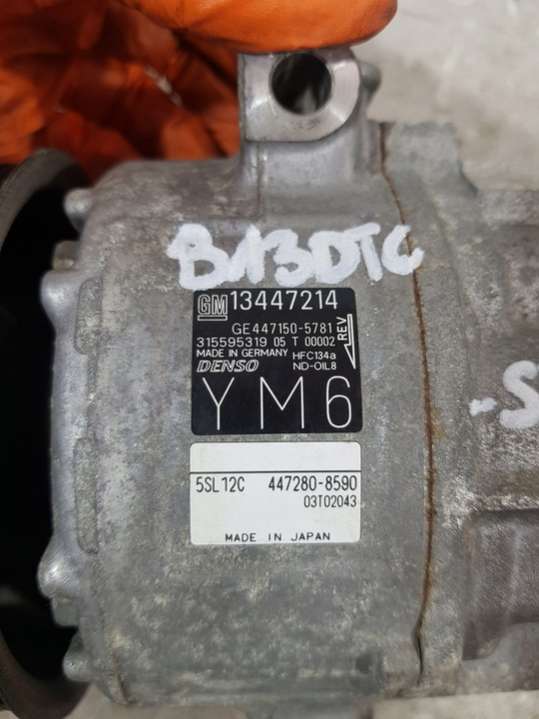 B13DTC
GM 13447214
GE447150-5781
315595319 05 T 00002
REV
MADE IN GERMANY HFC134a
DENSO ND-OIL8
YM6
-S
5SL12C 447280-8590
03T02043
MADE IN JAPAN